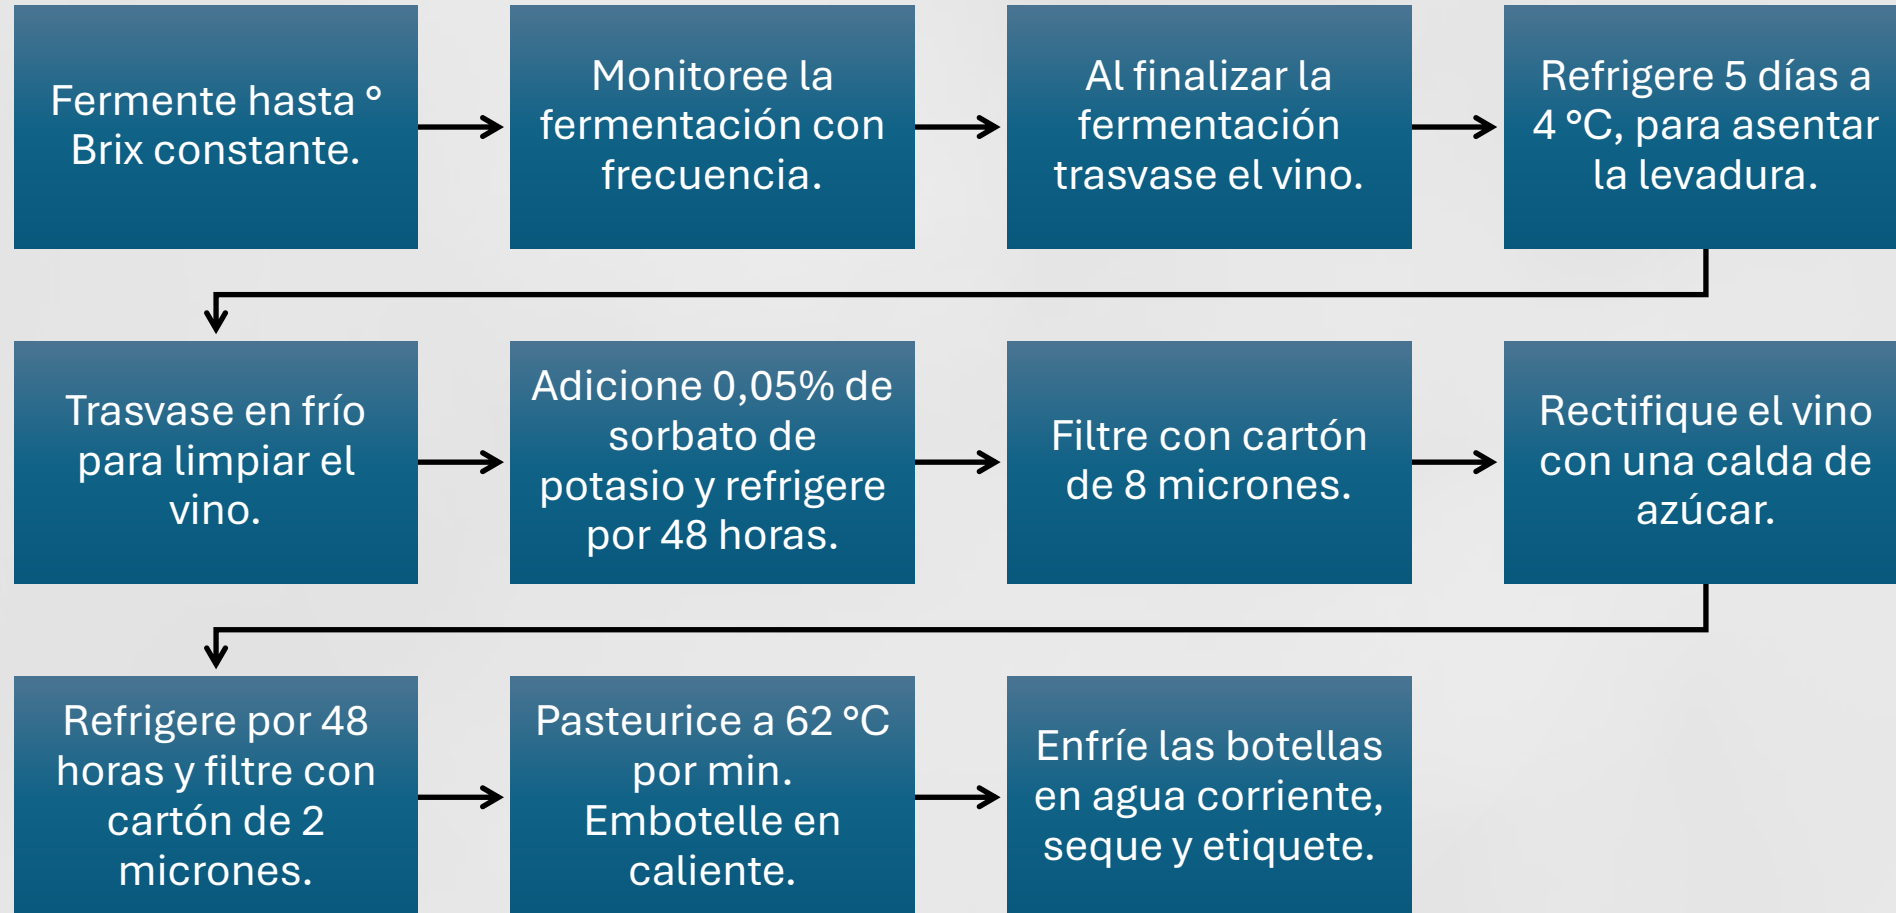 Fermente hasta °
Brix constante.
Monitoree la
fermentación con
frecuencia.
Al finalizar la
fermentación
trasvase el vino.
Refrigere 5 días a
4 °C, para asentar
la levadura.
Trasvase en frío
para limpiar el
vino.
Adicione 0,05% de
sorbato de
potasio y refrigere
por 48 horas.
Filtre con cartón
de 8 micrones.
Rectifique el vino
con una calda de
azúcar.
Refrigere por 48
horas y filtre con
cartón de 2
micrones.
Pasteurice a 62 °C
por min.
Embotelle en
caliente.
Enfríe las botellas
en agua corriente,
seque y etiquete.